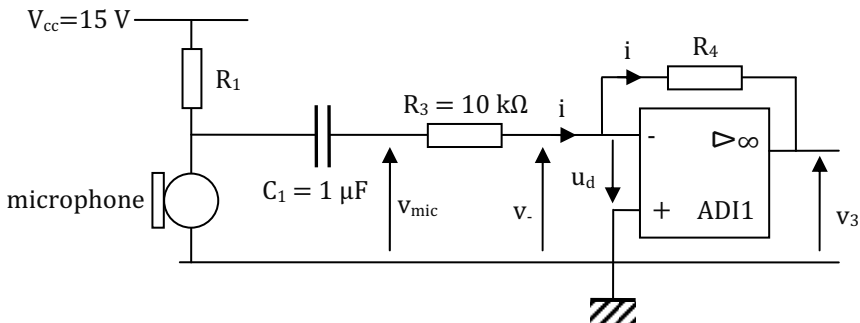 Vcc=15 V
R1
microphone
C1 = 1 µF
vmic
R3 = 10 kΩ
i
v-
i
R4
ud
-
+
⊳∞
ADI1
v3